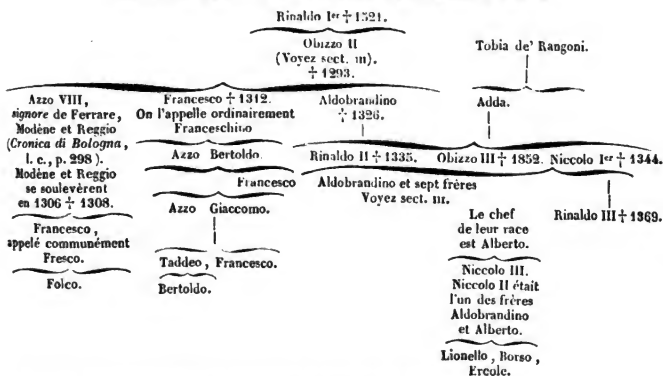 Rinaldo Ier † 1521.
Obizzo II
(Voyez sect. III).
† 1293.
Tobia de' Rangoni.
Azzo VIII,
signore de Ferrare,
Modène et Reggio
(Cronica di Bologna,
l. c., p. 298).
Modène et Reggio
se soulevèrent
en 1306 † 1308.
Francesco † 1312.
On l'appelle ordinairement
Franceschino
Aldobrandino
† 1326.
Adda.
Azzo Bertoldo.
Rinaldo II † 1335. Obizzo III † 1852. Niccolo Ier † 1344.
Francesco
Aldobrandino et sept frères
Voyez sect. III.
Rinaldo III † 1369.
Azzo Giaccomo.
Le chef
de leur race
est Alberto.
Francesco,
appelé communément
Fresco.
Taddeo, Francesco.
Folco.
Bertoldo.
Niccolo III.
Niccolo II était
l'un des frères
Aldobrandino
et Alberto.
Lionello, Borso,
Ercole.